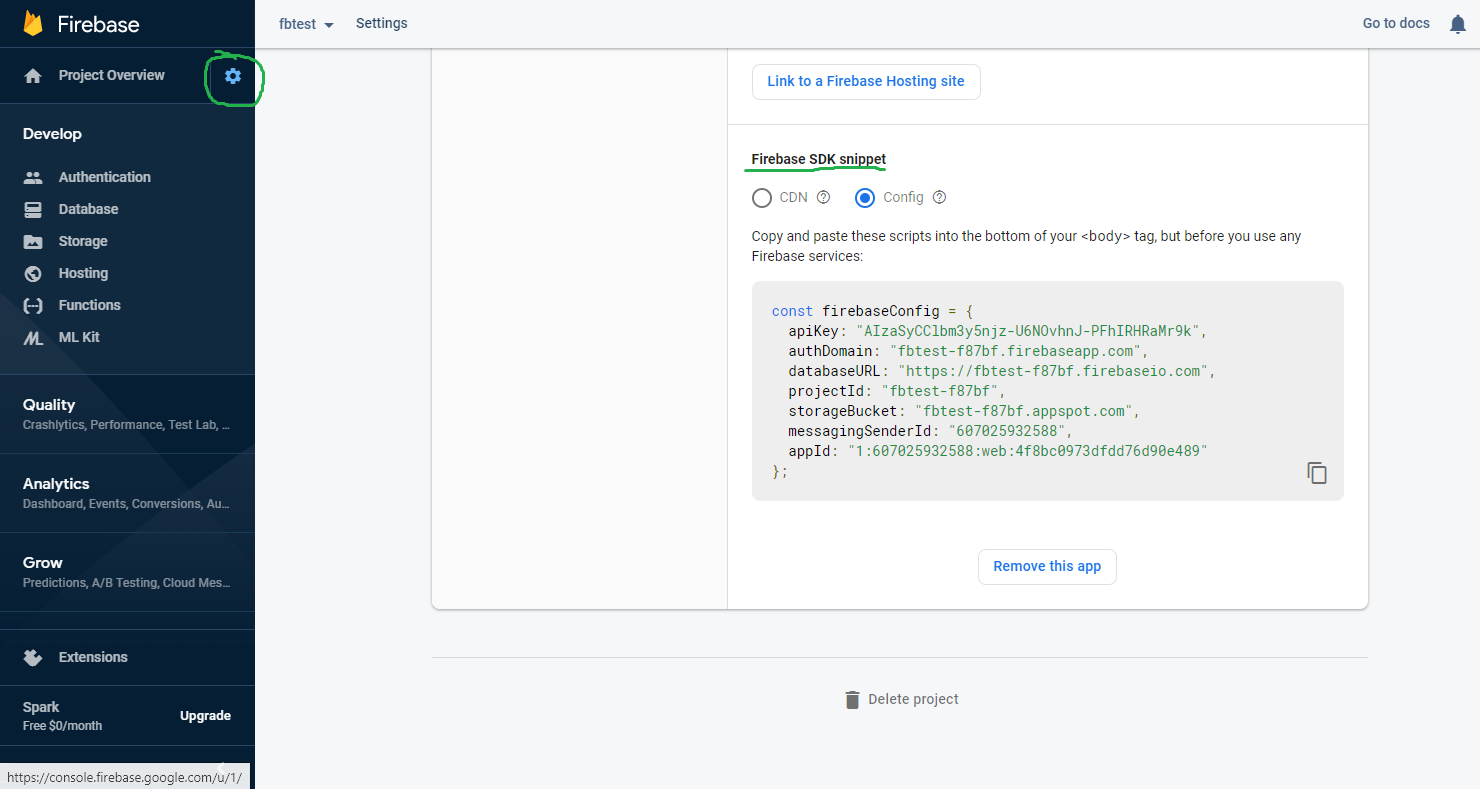 Firebase
fbtest
Settings
Go to docs
Project Overview
Develop
Authentication
Database
Storage
Hosting
Functions
ML Kit
Quality
Crashlytics, Performance, Test Lab, ...
Analytics
Dashboard, Events, Conversions, Au...
Grow
Predictions, A/B Testing, Cloud Mes...
Extensions
Spark
Free $0/month
Upgrade
https://console.firebase.google.com/u/1/
Link to a Firebase Hosting site
Firebase SDK snippet
CDN
Config
Copy and paste these scripts into the bottom of your <body> tag, but before you use any
Firebase services:
const firebaseConfig = {
apiKey: "AIzaSyCClbm3y5njz-U6NOvhnJ-PFhIRHRaMr9k",
authDomain: "fbtest-f87bf.firebaseapp.com",
databaseURL: "https://fbtest-f87bf.firebaseio.com",
projectId: "fbtest-f87bf",
storageBucket: "fbtest-f87bf.appspot.com",
messagingSenderId: "607025932588",
appId: "1:607025932588:web:4f8bc0973dfdd76d90e489"
};
Remove this app
Delete project